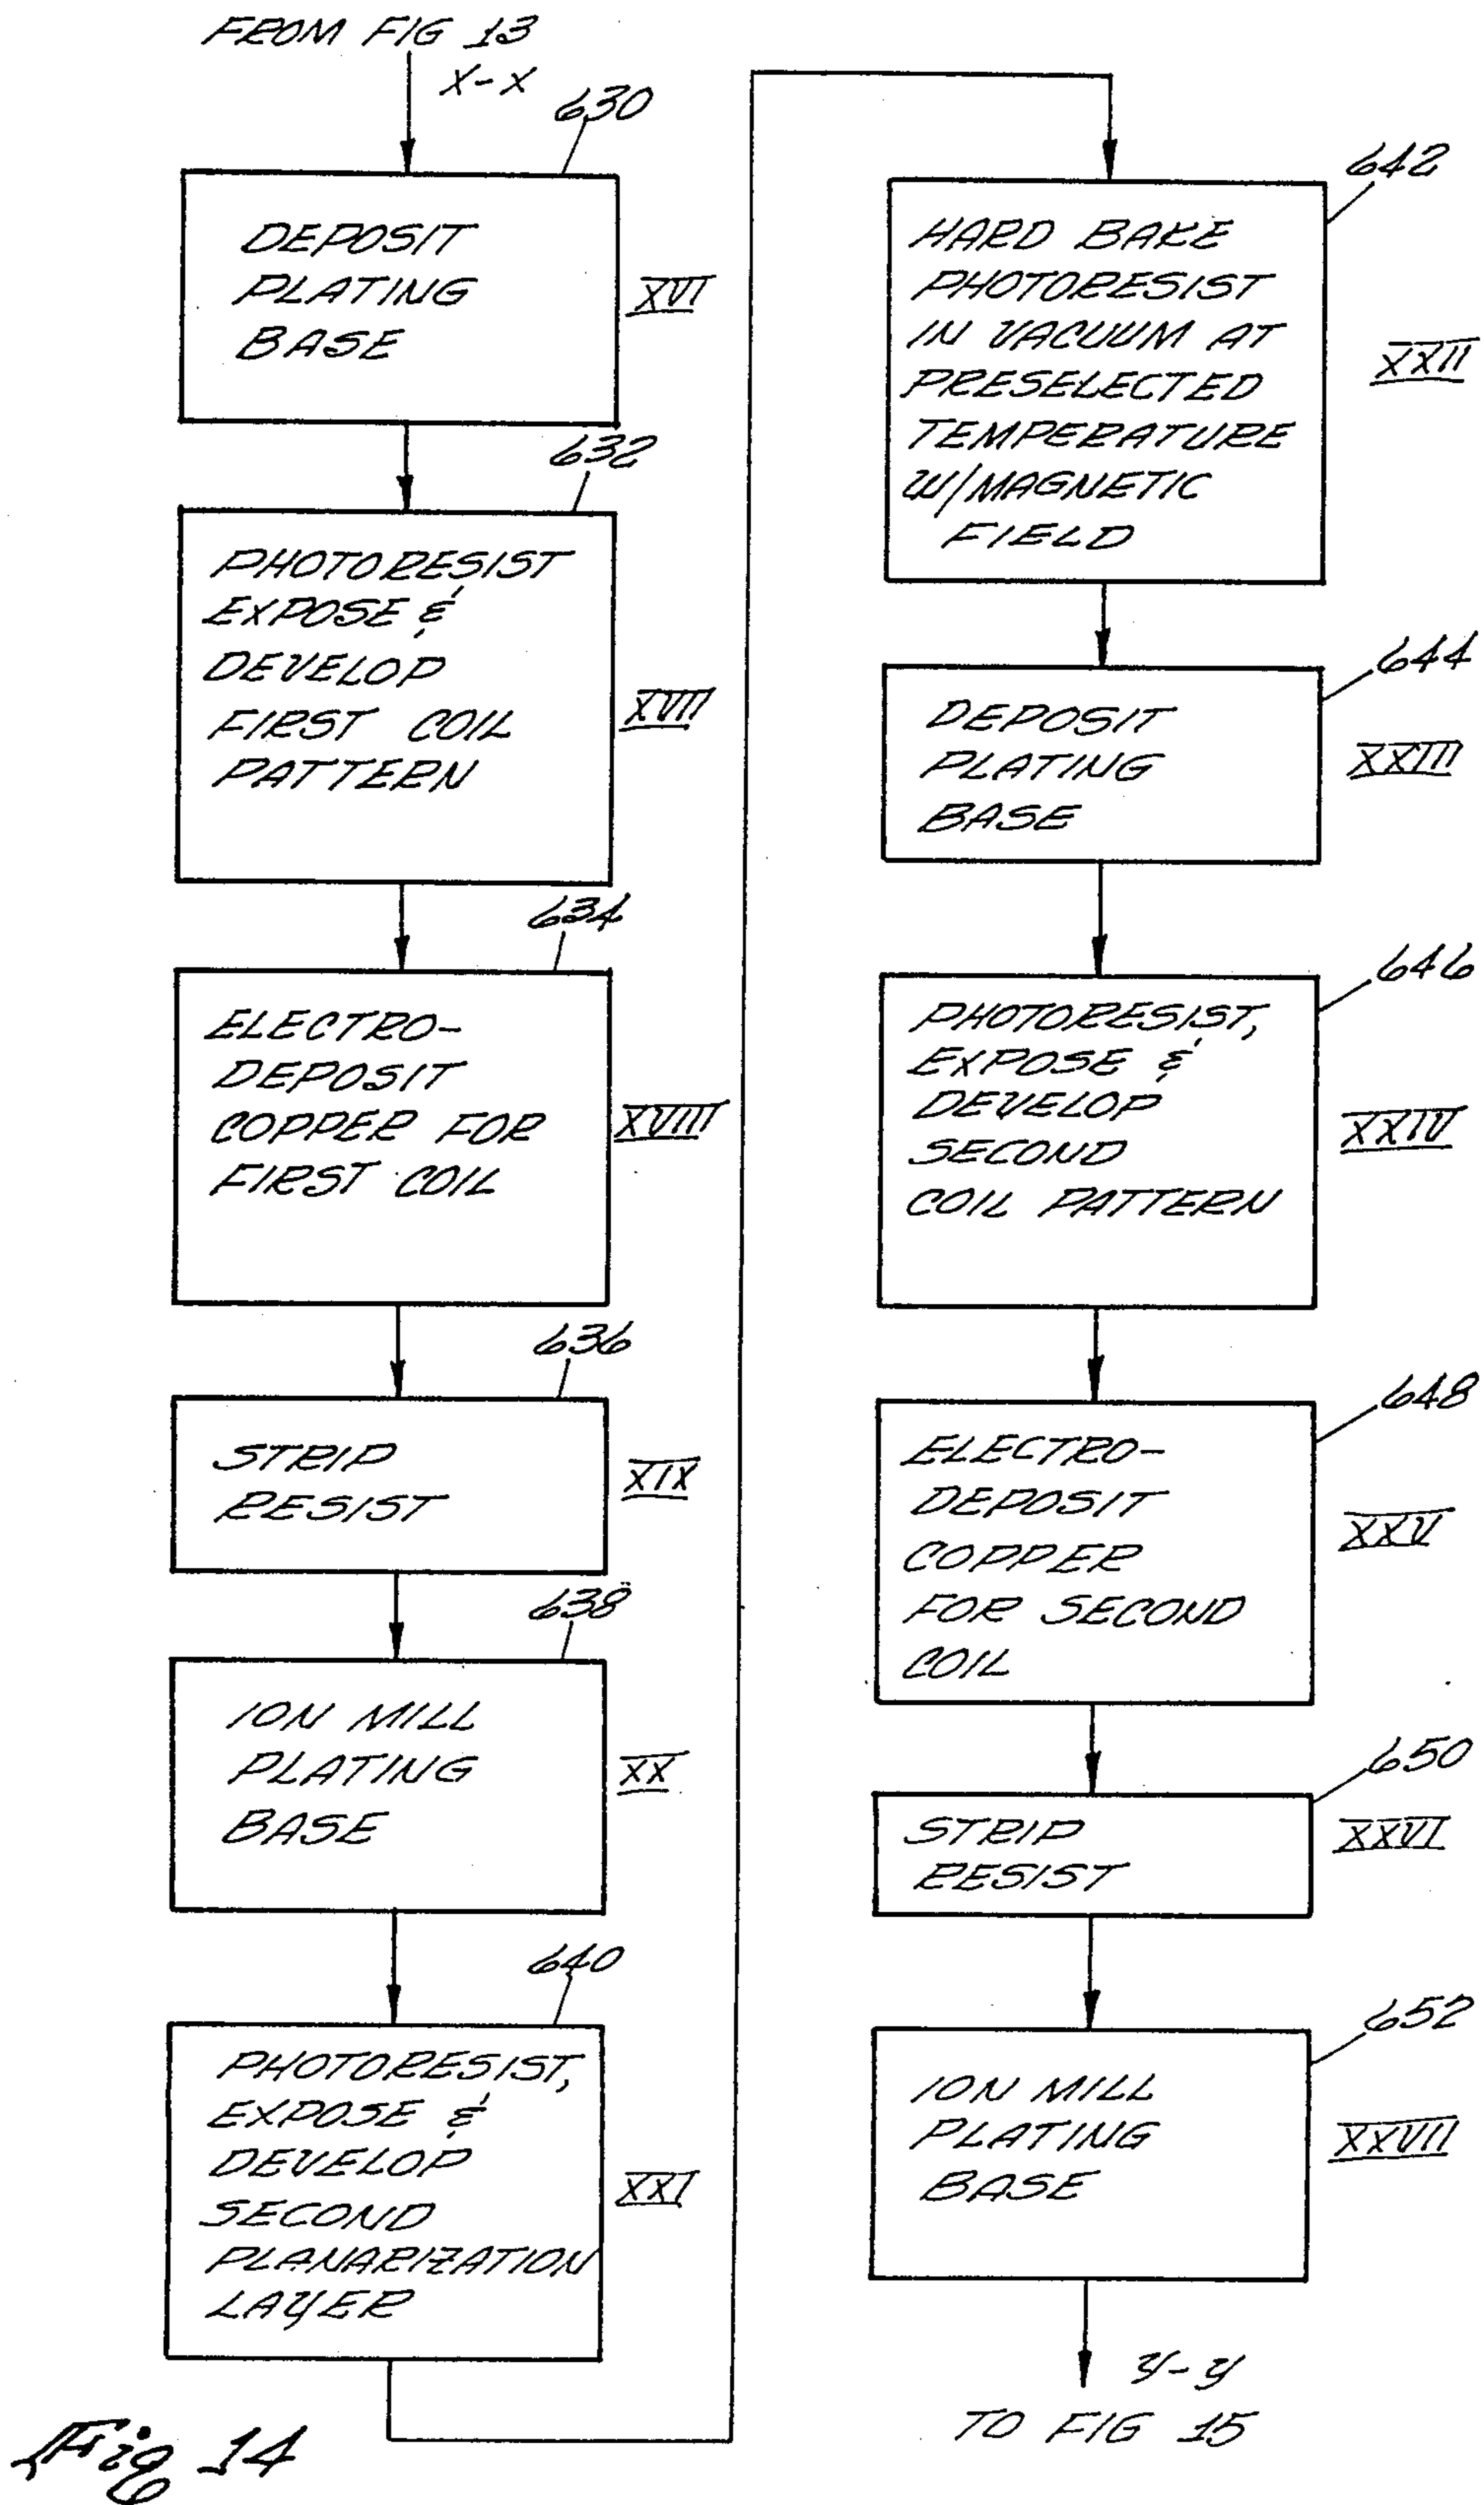 FROM FIG 13
X-X
630
DEPOSIT
PLATING
BASE
XVI
632
PHOTORESIST
EXPOSE &
DEVELOP
FIRST COIL
PATTERN
XVII
634
ELECTRO-
DEPOSIT
COPPER FOR
FIRST COIL
XVIII
636
STRIP
RESIST
XIX
638
ION MILL
PLATING
BASE
XX
640
PHOTORESIST,
EXPOSE &
DEVELOP
SECOND
PLANARIZATION
LAYER
XXI
642
HARD BAKE
PHOTORESIST
IN VACUUM AT
PRESELECTED
TEMPERATURE
W/MAGNETIC
FIELD
XXII
644
DEPOSIT
PLATING
BASE
XXIII
646
PHOTORESIST,
EXPOSE &
DEVELOP
SECOND
COIL PATTERN
XXIV
648
ELECTRO-
DEPOSIT
COPPER
FOR SECOND
COIL
XXV
650
STRIP
RESIST
XXVI
652
ION MILL
PLATING
BASE
XXVII
Y-Y
TO FIG 15
Fig 14